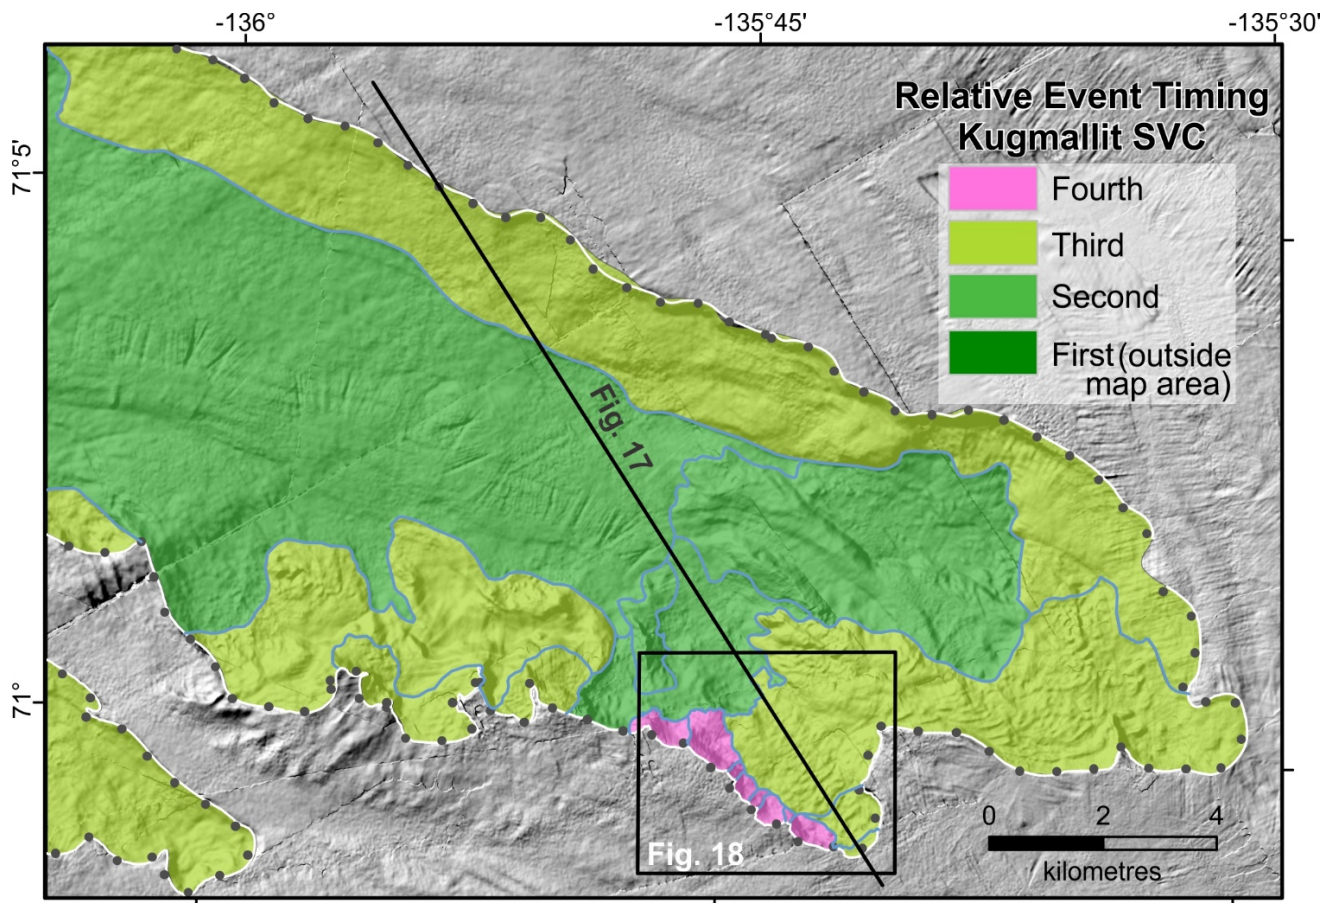 -136°
-135°45'
-135°30'
71°5'
71°
Relative Event Timing
Kugmallit SVC
Fourth
Third
Second
First (outside
map area)
Fig. 17
Fig. 18
0 2 4
kilometres